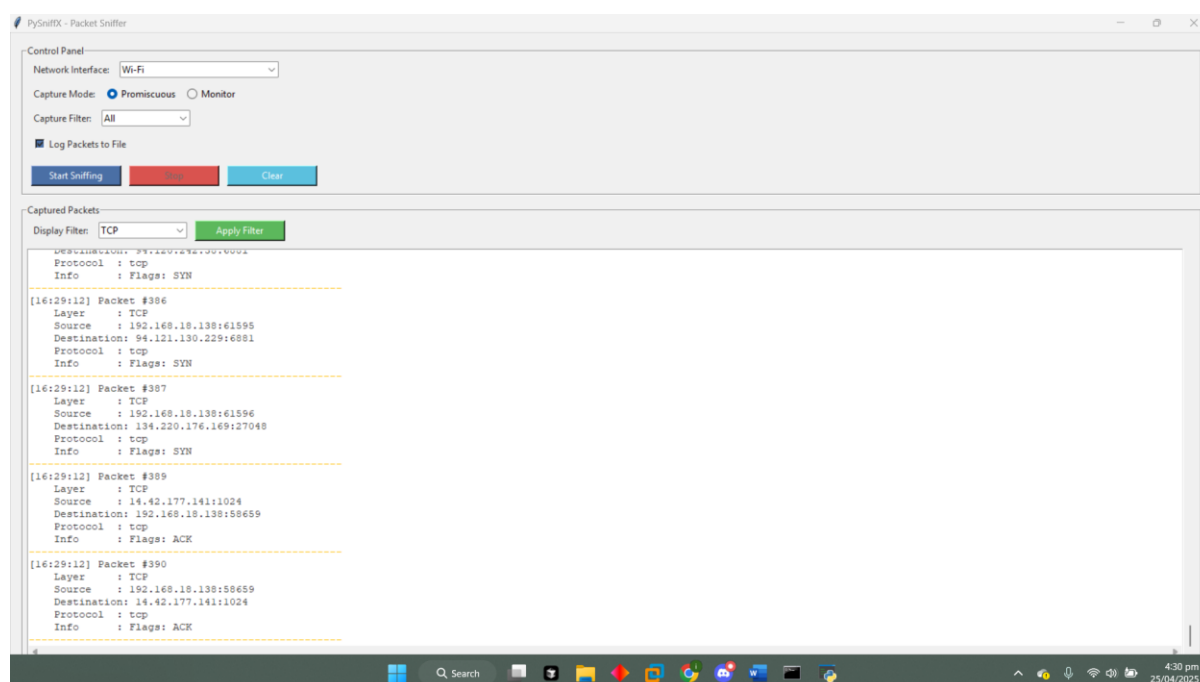 PySniffX - Packet Sniffer
Control Panel
Network Interface: Wi-Fi
Capture Mode: Promiscuous Monitor
Capture Filter: All
Log Packets to File
Start Sniffing Stop Clear
Captured Packets
Display Filter: TCP Apply Filter
Protocol : tcp
Info : Flags: SYN
[16:29:12] Packet #386
Layer : TCP
Source : 192.168.18.138:61595
Destination: 94.121.130.229:6881
Protocol : tcp
Info : Flags: SYN
[16:29:12] Packet #387
Layer : TCP
Source : 192.168.18.138:61596
Destination: 134.220.176.169:27048
Protocol : tcp
Info : Flags: SYN
[16:29:12] Packet #389
Layer : TCP
Source : 14.42.177.141:1024
Destination: 192.168.18.138:58659
Protocol : tcp
Info : Flags: ACK
[16:29:12] Packet #390
Layer : TCP
Source : 192.168.18.138:58659
Destination: 14.42.177.141:1024
Protocol : tcp
Info : Flags: ACK
Search
4:30 pm
25/04/2025